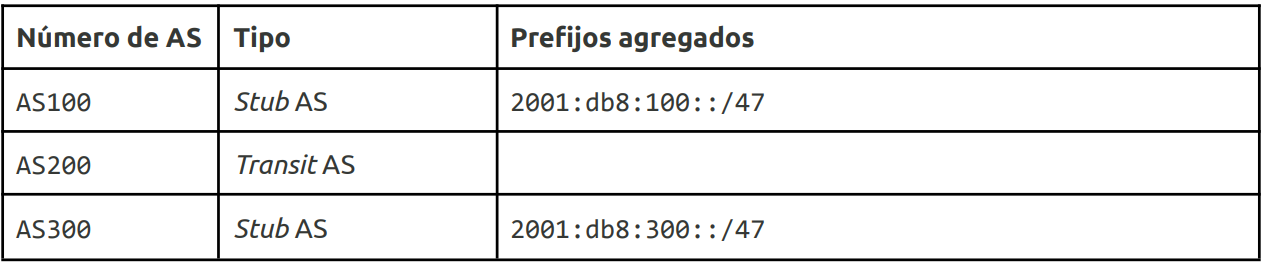 Número de AS Tipo Prefijos agregados
AS100 Stub AS 2001:db8:100::/47
AS200 Transit AS
AS300 Stub AS 2001:db8:300::/47